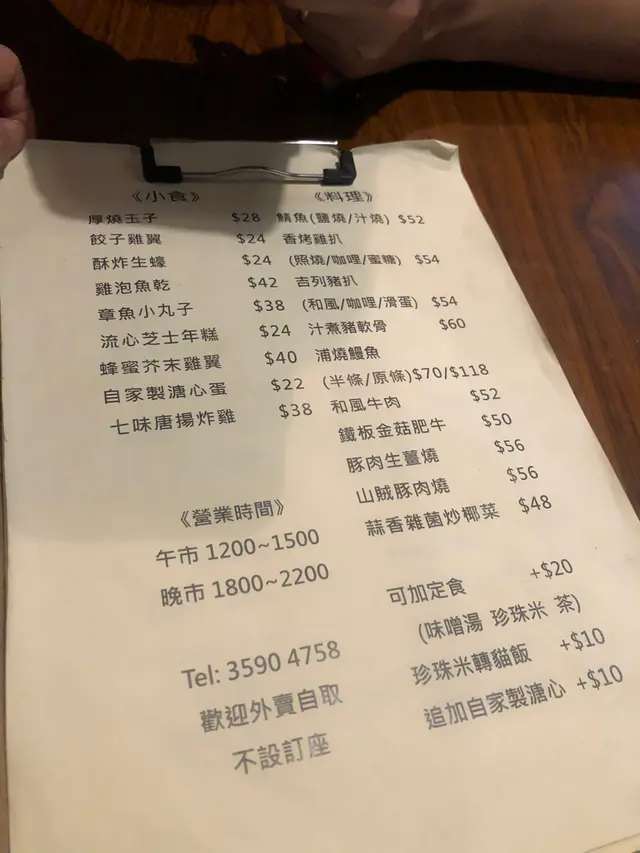 《小食》
厚燒玉子 $28
餃子雞翼 $24
酥炸生蠔 $24
雞泡魚乾 $42
章魚小丸子 $38
流心芝士年糕 $24
蜂蜜芥末雞翼 $40
自家製溏心蛋 $22
七味唐揚炸雞 $38
《營業時間》
午市 1200~1500
晚市 1800~2200
Tel: 3590 4758
歡迎外賣自取
不設訂座
《料理》
鯖魚(鹽燒/汁燒) $52
香烤雞扒
(照燒/咖哩/蜜糖) $54
吉列豬扒
(和風/咖哩/滑蛋) $54
汁煮豬軟骨 $60
浦燒鰻魚
(半條/原條)$70/$118
和風牛肉 $52
鐵板金菇肥牛 $50
豚肉生薑燒 $56
山賊豚肉燒 $56
蒜香雜菌炒椰菜 $48
可加定食 +$20
(味噌湯 珍珠米 茶)
珍珠米轉貓飯 +$10
追加自家製溏心 +$10